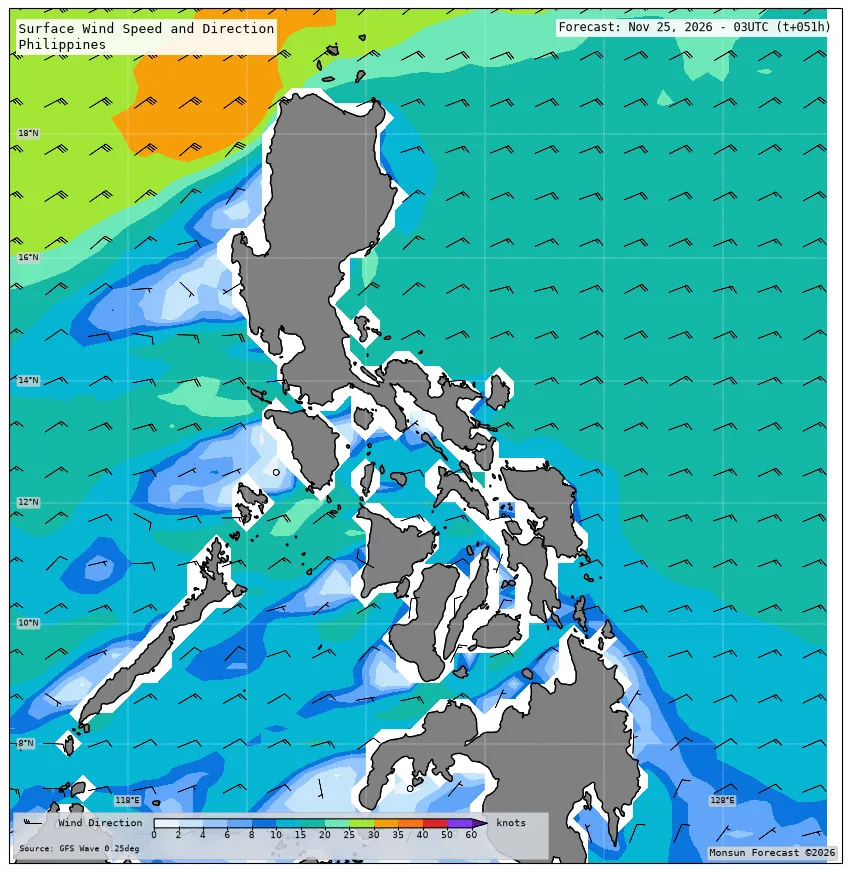 Surface Wind Speed and Direction
Philippines
Forecast: Nov 25, 2026 - 03UTC (t+051h)
18°N
16°N
14°N
12°N
10°N
8°N
118°E
128°E
Wind Direction
knots
0 2 4 6 8 10 15 20 25 30 35 40 50 60
Source: GFS Wave 0.25deg
Monsun Forecast ©2026